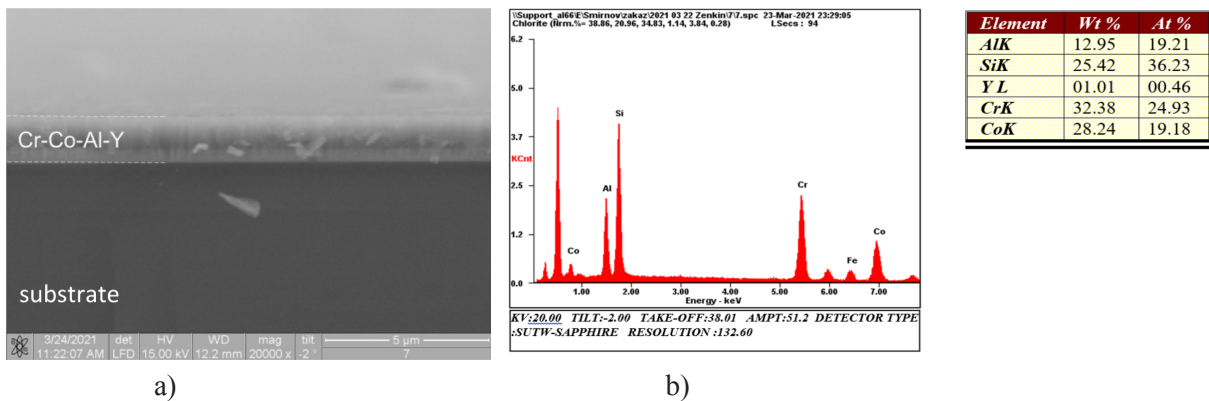 Cr-Co-Al-Y
substrate
3/24/2021 det HV WD mag tilt 5 µm
11:22:07 AM LFD 15.00 kV 12.2 mm 20000 x -2 ° 7
a)
\\Support_al66\E\Smirnov\zakaz\2021 03 22 Zenkin\7\7.spc 23-Mar-2021 23:29:05
Chlorite (Nrm.%= 38.86, 20.96, 34.83, 1.14, 3.84, 0.28) LSecs : 94
6.2
5.0
3.7
KCnt
2.5
1.2
0.0
Co
Al
Si
Cr
Fe
Co
1.00 2.00 3.00 4.00 5.00 6.00 7.00
Energy - keV
KV:20.00 TILT:-2.00 TAKE-OFF:38.01 AMPT:51.2 DETECTOR TYPE
:SUTW-SAPPHIRE RESOLUTION :132.60
b)
Element Wt % At %
AlK 12.95 19.21
SiK 25.42 36.23
Y L 01.01 00.46
CrK 32.38 24.93
CoK 28.24 19.18